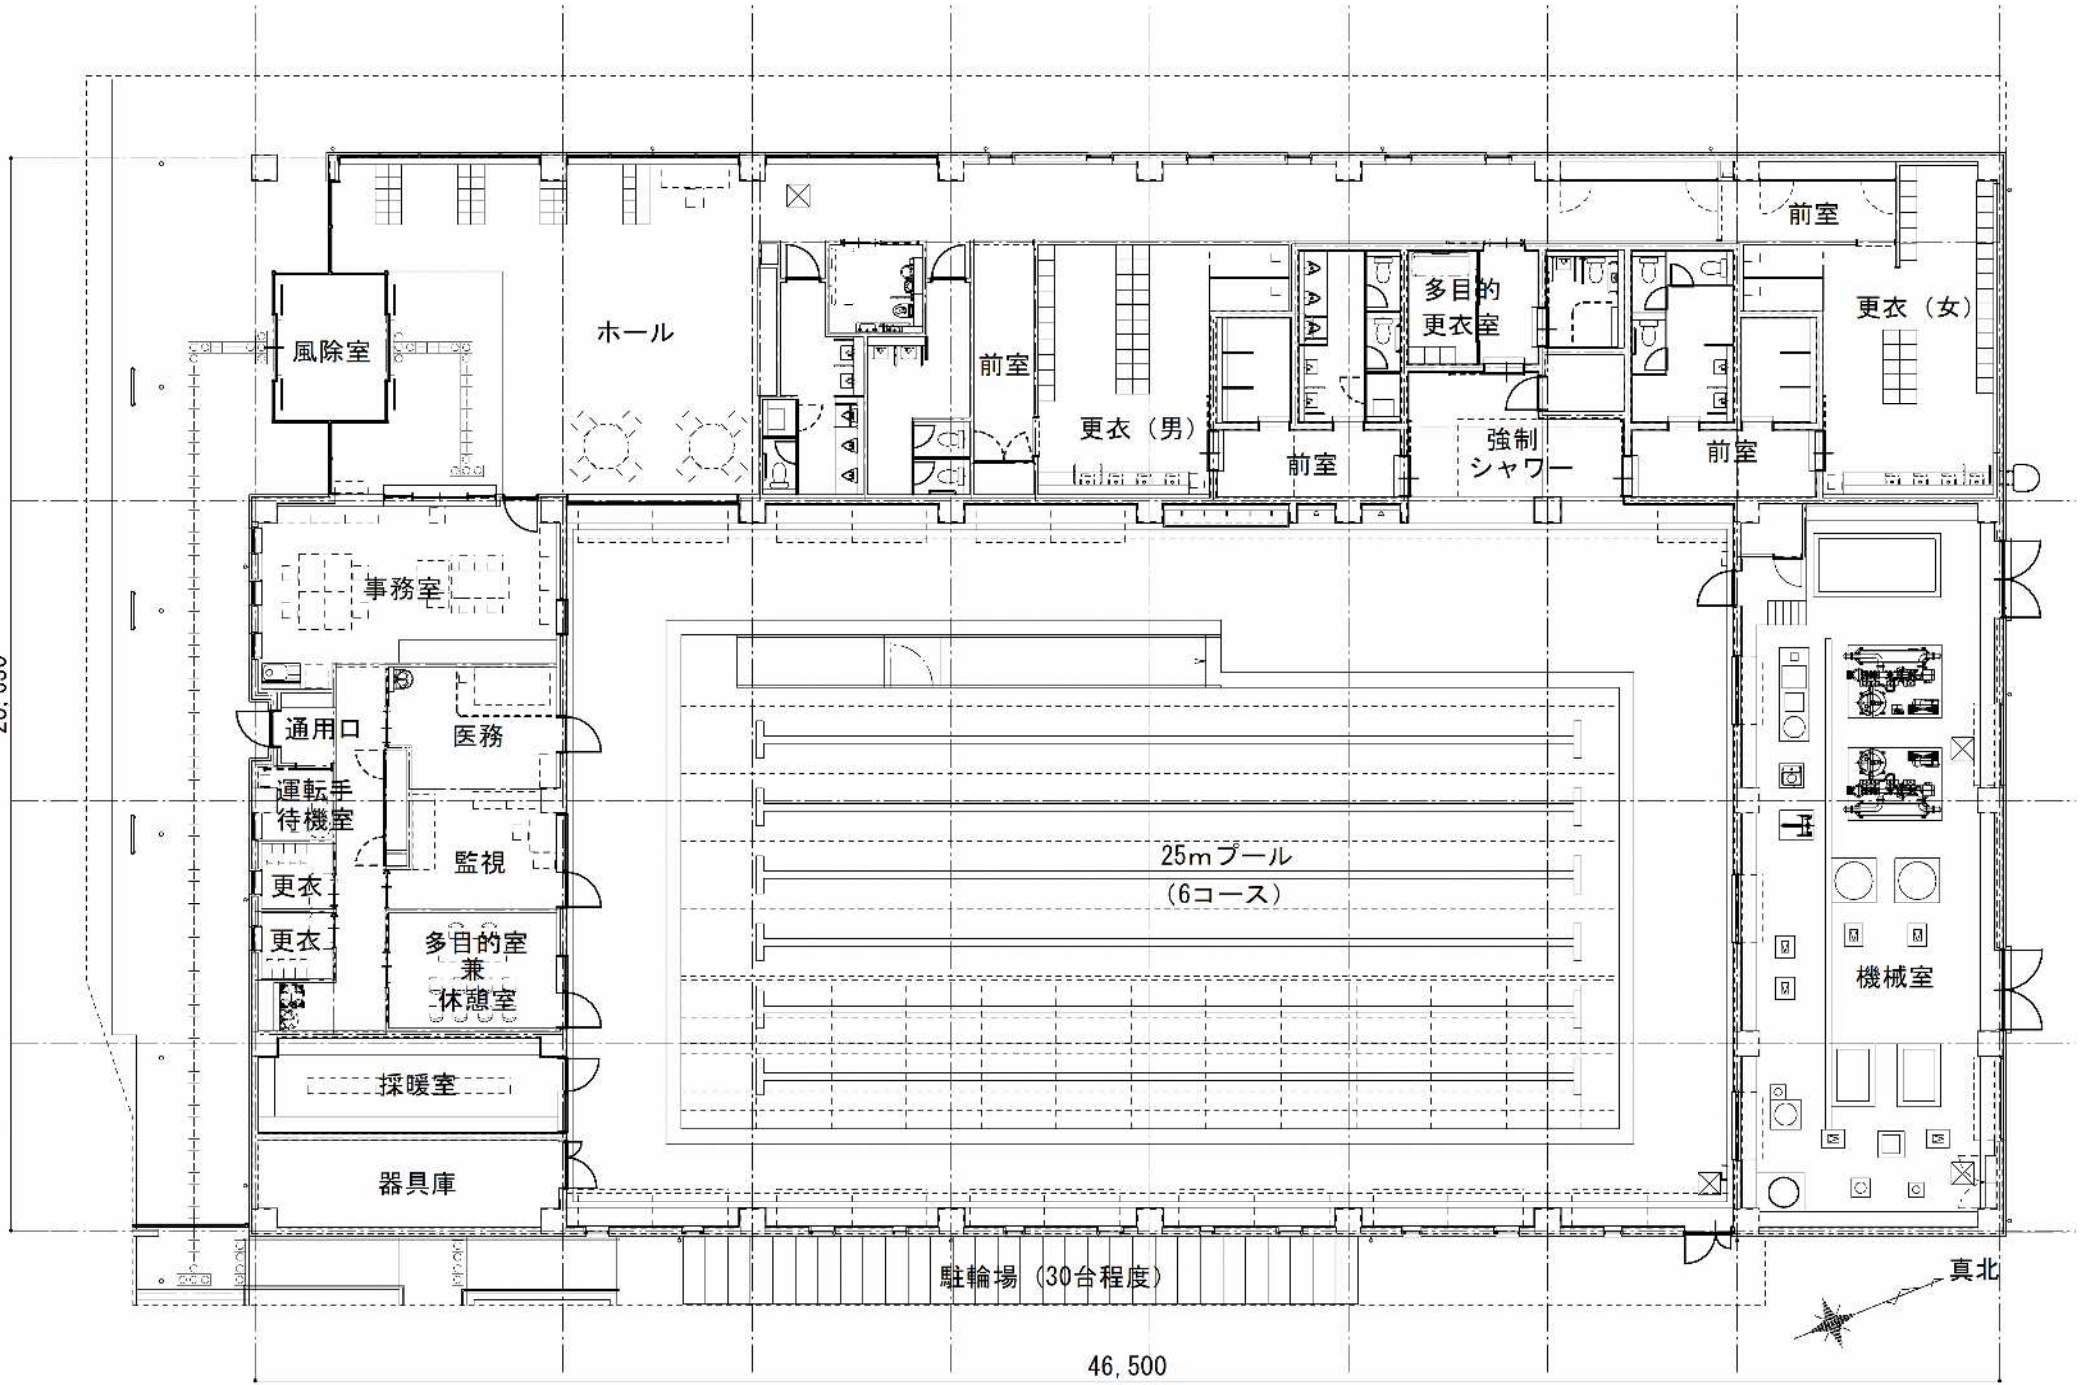 前室
多目的
更衣室
更衣（女）
ホール
風除室
前室
更衣（男）
強制
シャワー
前室
前室
事務室
通用口
医務
運転手
待機室
監視
更衣
25mプール
(6コース)
更衣
多目的室
兼
休憩室
機械室
採暖室
器具庫
駐輪場（30台程度）
真北
46,500